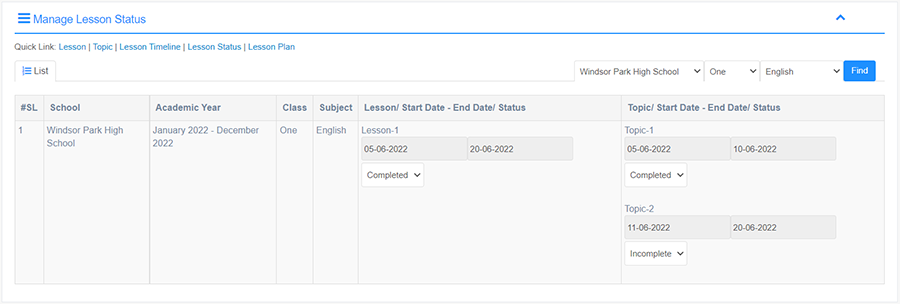 Manage Lesson Status
Quick Link: Lesson | Topic | Lesson Timeline | Lesson Status | Lesson Plan
List
Windsor Park High School One English Find
#SL School Academic Year Class Subject Lesson/ Start Date - End Date/ Status Topic/ Start Date - End Date/ Status
1 Windsor Park High January 2022 - December One English Lesson-1 Topic-1
School 2022
05-06-2022 20-06-2022 05-06-2022 10-06-2022
Completed Completed
Topic-2
11-06-2022 20-06-2022
Incomplete